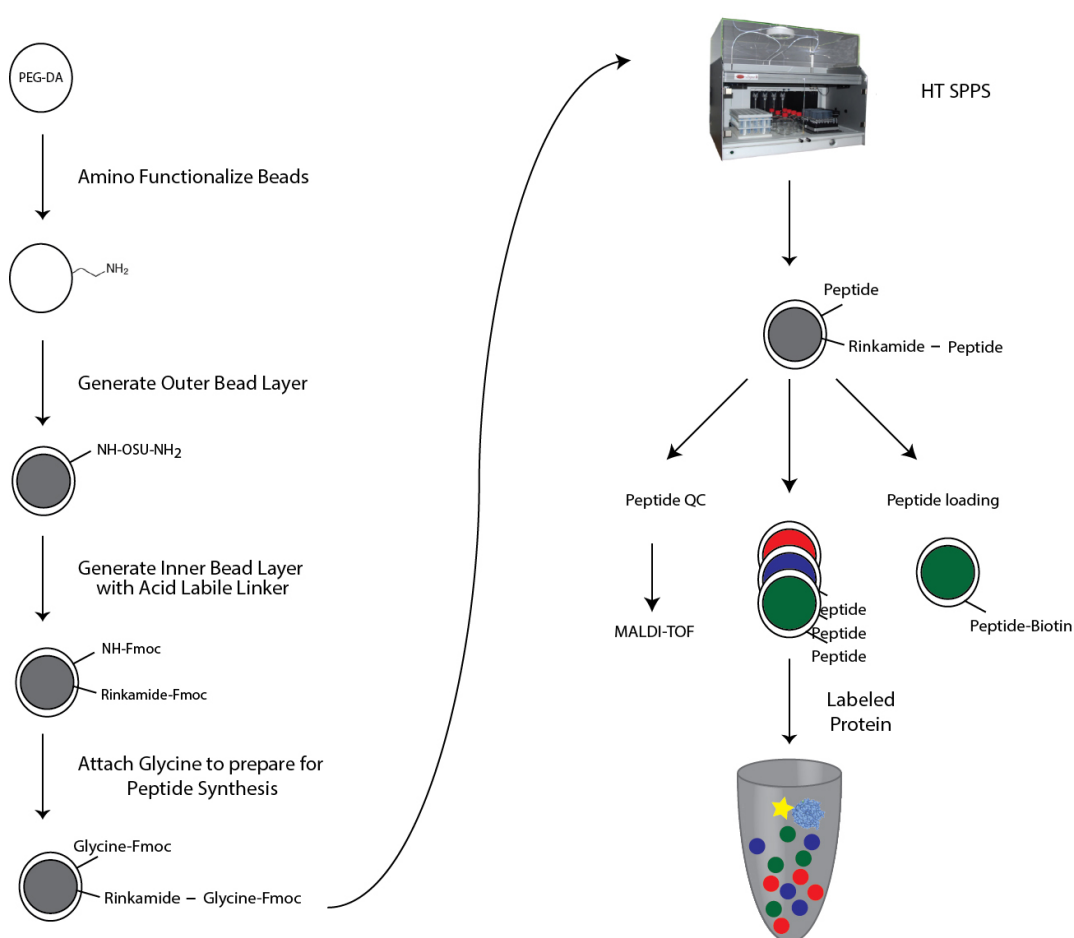 PEG-DA
Amino Functionalize Beads
NH₂
Generate Outer Bead Layer
NH-OSU-NH₂
Generate Inner Bead Layer
with Acid Labile Linker
NH-Fmoc
Rinkamide-Fmoc
Attach Glycine to prepare for
Peptide Synthesis
Glycine-Fmoc
Rinkamide – Glycine-Fmoc
HT SPPS
Peptide
Rinkamide – Peptide
Peptide QC
MALDI-TOF
eptide
Peptide
Peptide
Peptide loading
Peptide-Biotin
Labeled
Protein